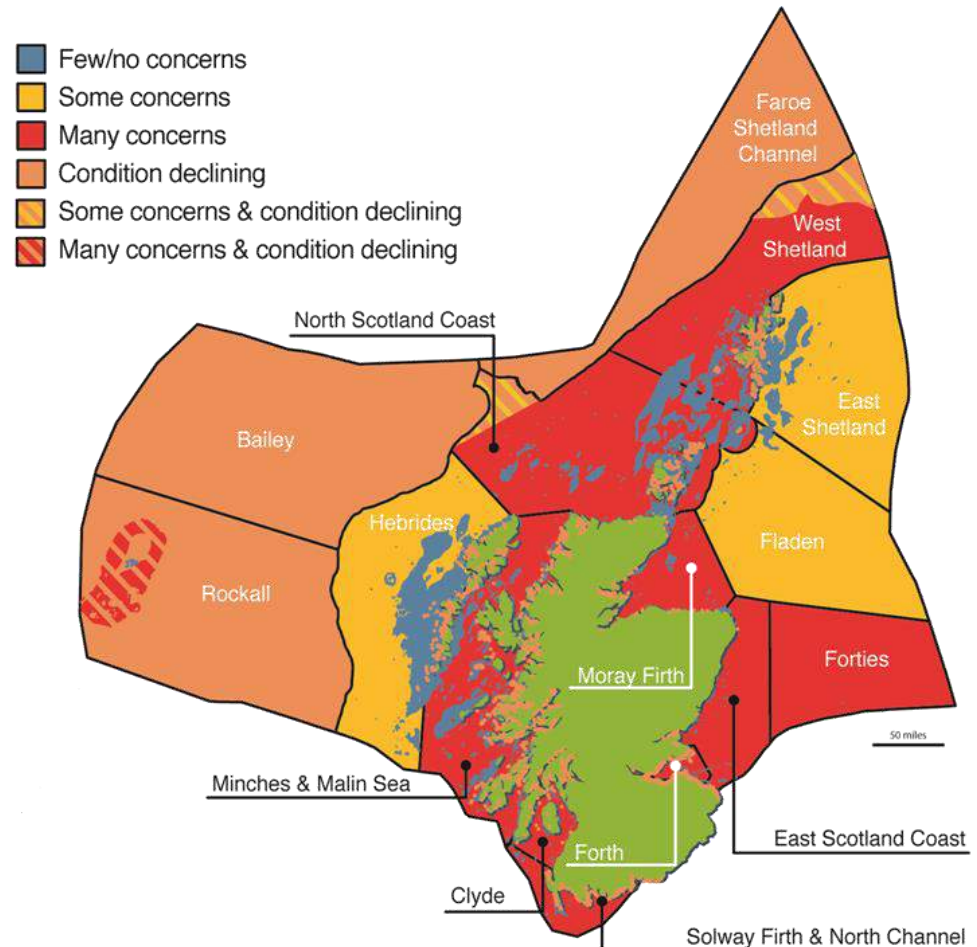 Few/no concerns
Some concerns
Many concerns
Condition declining
Some concerns & condition declining
Many concerns & condition declining
Faroe
Shetland
Channel
West
Shetland
North Scotland Coast
East
Shetland
Bailey
Hebrides
Fladen
Rockall
Forties
Moray Firth
50 miles
Minches & Malin Sea
East Scotland Coast
Forth
Clyde
Solway Firth & North Channel